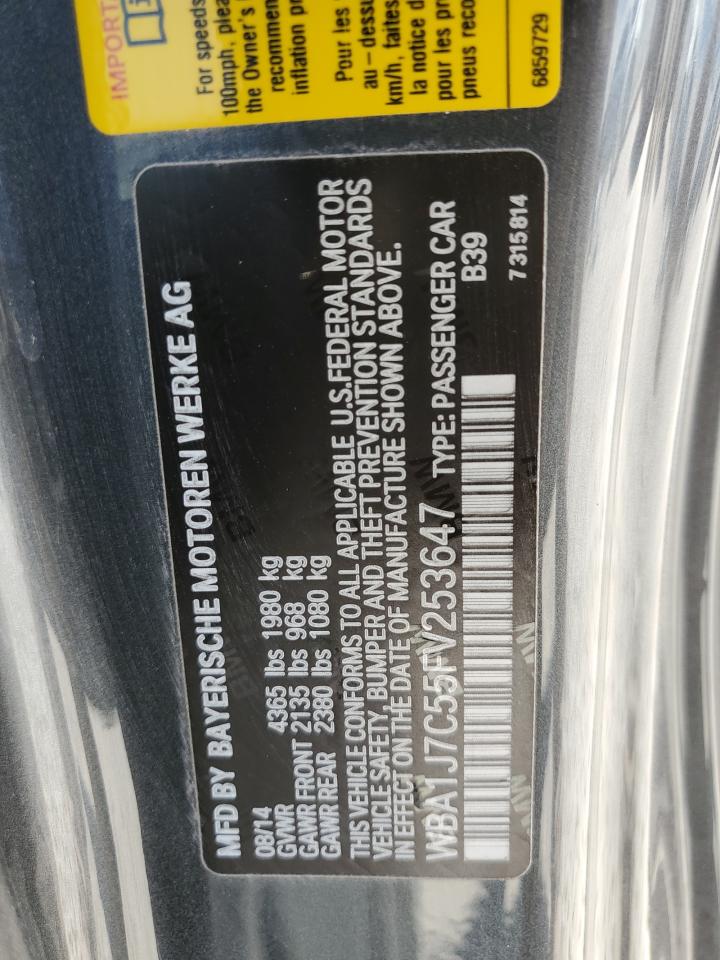 IMPORTA
For speeds
100mph, plea
the Owner's
recommen
inflation pr
Pour les
au - dessu
km/h, faites
la notice d
pour les pr
pneus reco
6859729
MFD BY BAYERISCHE MOTOREN WERKE AG
08/14
GVWR 4365 lbs 1980 kg
GAWR FRONT 2135 lbs 968 kg
GAWR REAR 2380 lbs 1080 kg
THIS VEHICLE CONFORMS TO ALL APPLICABLE U.S. FEDERAL MOTOR
VEHICLE SAFETY, BUMPER AND THEFT PREVENTION STANDARDS
IN EFFECT ON THE DATE OF MANUFACTURE SHOWN ABOVE.
WBA1J7C55FV253647 TYPE: PASSENGER CAR
B39
7 315 814